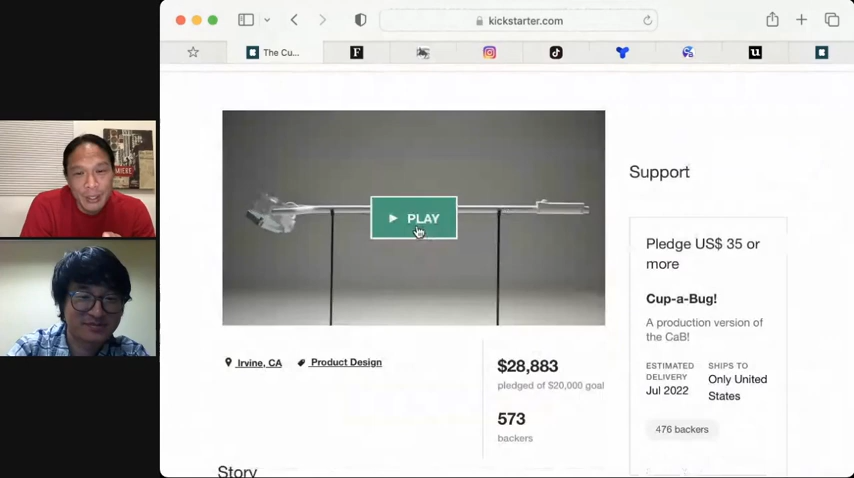 kickstarter.com
The Cu...
PLAY
Irvine, CA
Product Design
$28,883
pledged of $20,000 goal
573
backers
Story
Support
Pledge US$ 35 or
more
Cup-a-Bug!
A production version of
the CaB!
ESTIMATED
DELIVERY
Jul 2022
SHIPS TO
Only United
States
476 backers